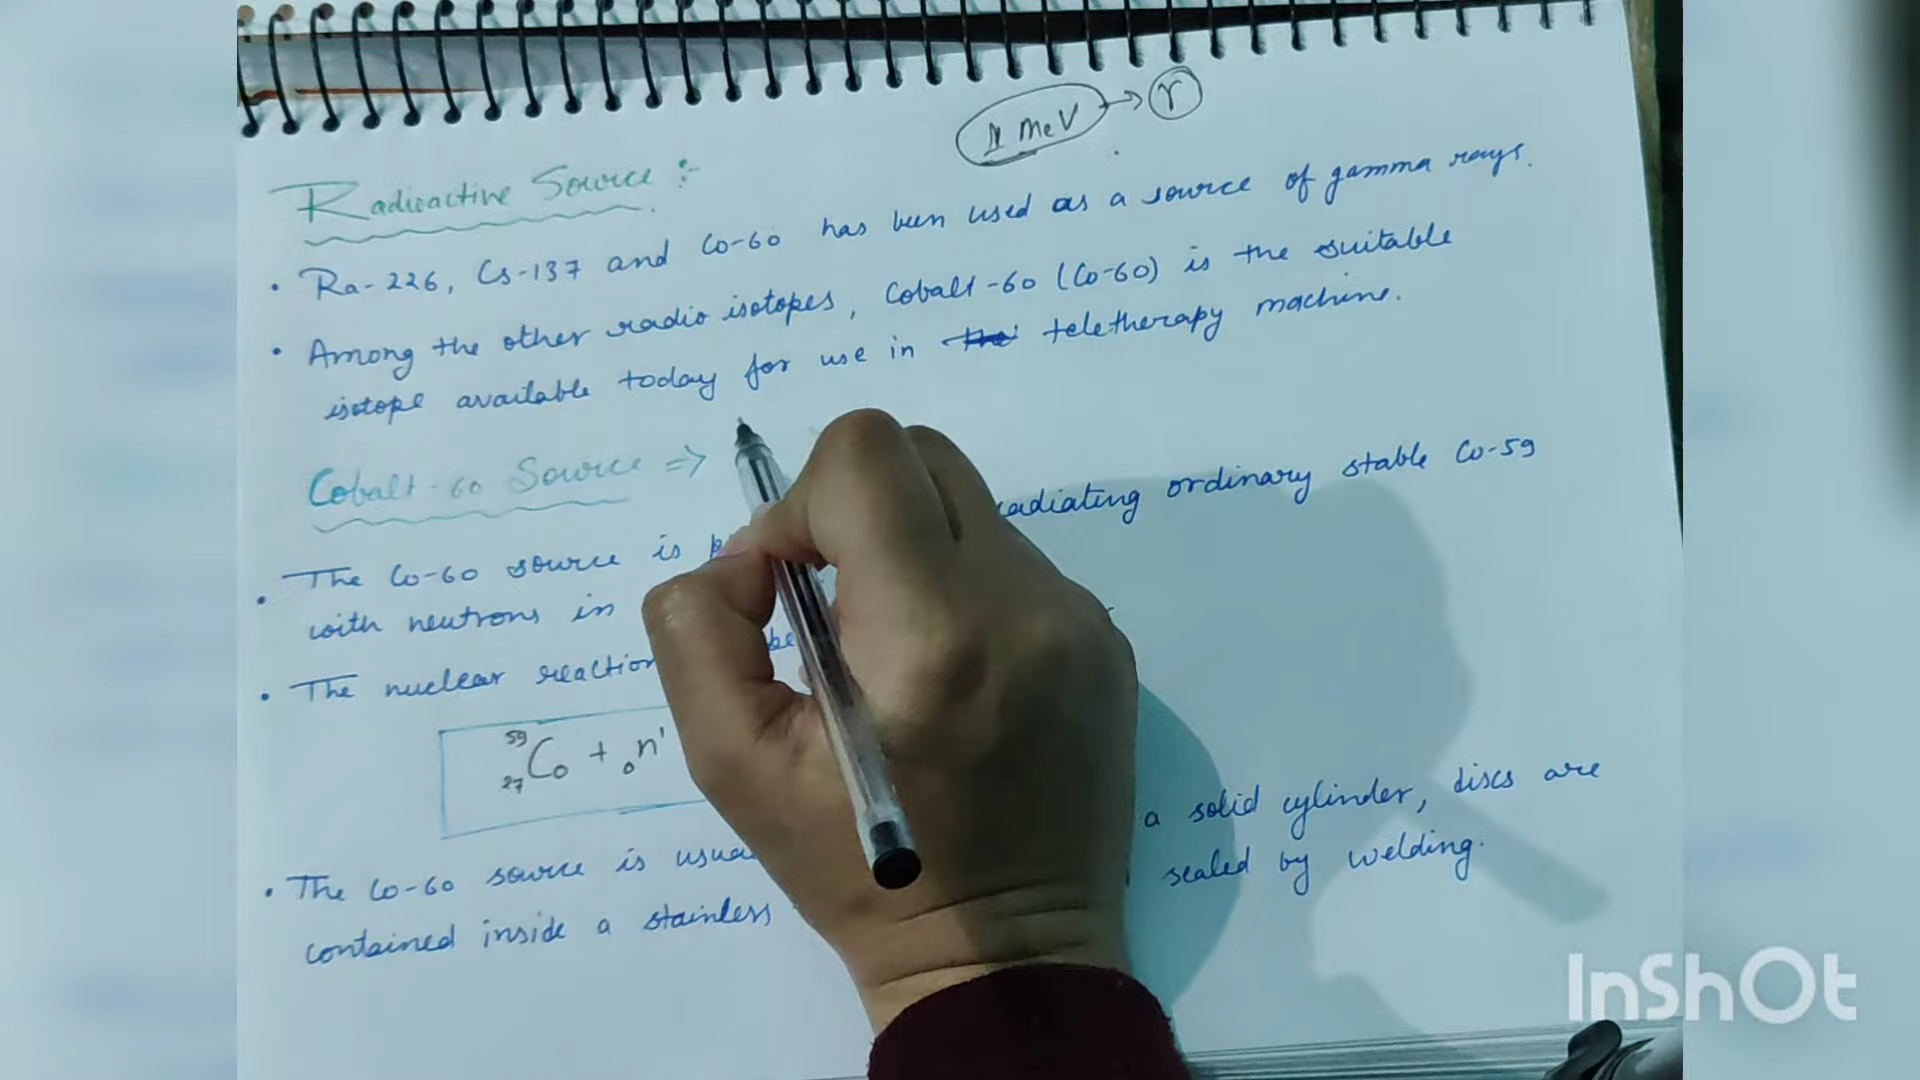 1 MeV → γ
Radioactive Source :-
• Ra-226, Cs-137 and Co-60 has been used as a source of gamma rays.
• Among the other radio isotopes, Cobalt-60 (Co-60) is the suitable
isotope available today for use in teletherapy machine.
Cobalt-60 Source ⇒
• The Co-60 source is radiating ordinary stable Co-59
with neutrons in
• The nuclear reaction be
⁵⁹₂₇Co + ₀n¹
• The Co-60 source is usua a solid cylinder, discs are
contained inside a stainless sealed by welding.
InShOt